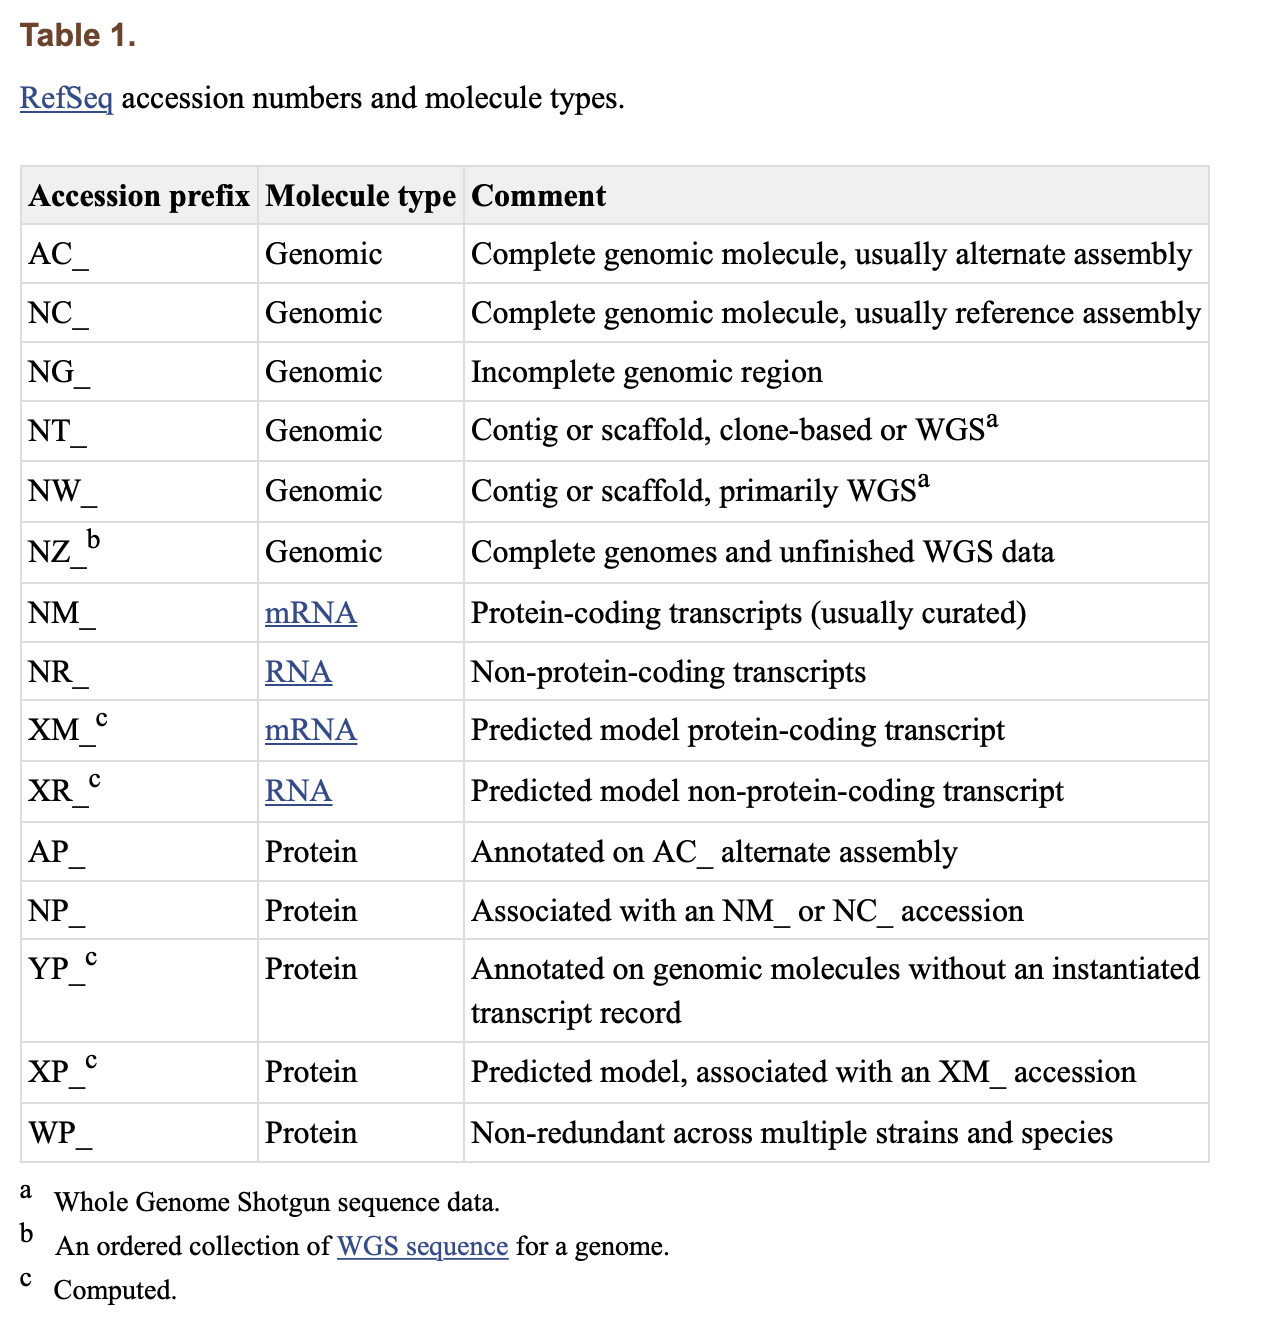 Table 1.
RefSeq accession numbers and molecule types.
Accession prefix Molecule type Comment
AC_ Genomic Complete genomic molecule, usually alternate assembly
NC_ Genomic Complete genomic molecule, usually reference assembly
NG_ Genomic Incomplete genomic region
NT_ Genomic Contig or scaffold, clone-based or WGSa
NW_ Genomic Contig or scaffold, primarily WGSa
NZ_b Genomic Complete genomes and unfinished WGS data
NM_ mRNA Protein-coding transcripts (usually curated)
NR_ RNA Non-protein-coding transcripts
XM_c mRNA Predicted model protein-coding transcript
XR_c RNA Predicted model non-protein-coding transcript
AP_ Protein Annotated on AC_ alternate assembly
NP_ Protein Associated with an NM_ or NC_ accession
YP_c Protein Annotated on genomic molecules without an instantiated
transcript record
XP_c Protein Predicted model, associated with an XM_ accession
WP_ Protein Non-redundant across multiple strains and species
a Whole Genome Shotgun sequence data.
b An ordered collection of WGS sequence for a genome.
c Computed.